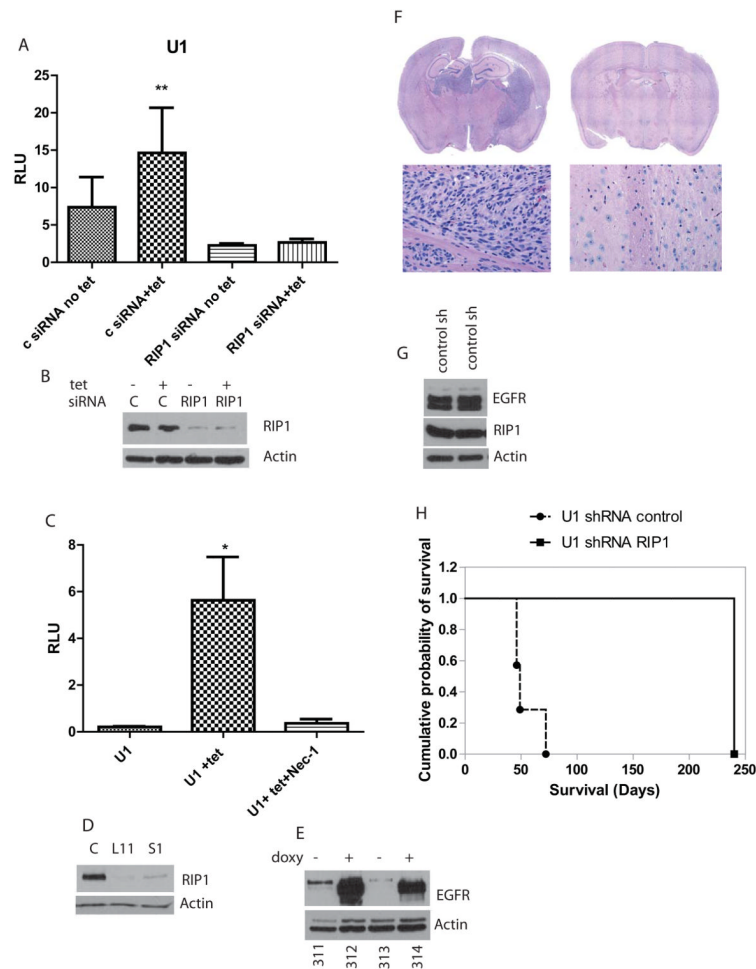 A
U1
25
20
15
10
5
0
RLU
**
c siRNA no tet
c siRNA+tet
RIP1 siRNA no tet
RIP1 siRNA+tet
B
tet - + - +
siRNA C C RIP1 RIP1
RIP1
Actin
C
8
6
4
2
0
RLU
*
U1
U1 +tet
U1+ tet+Nec-1
D
C L11 S1
RIP1
Actin
E
doxy - + - +
EGFR
Actin
311
312
313
314
F
G
control sh
control sh
EGFR
RIP1
Actin
H
U1 shRNA control
U1 shRNA RIP1
Cumulative probability of survival
1.2
1.0
0.8
0.6
0.4
0.2
0.0
0 50 100 150 200 250
Survival (Days)